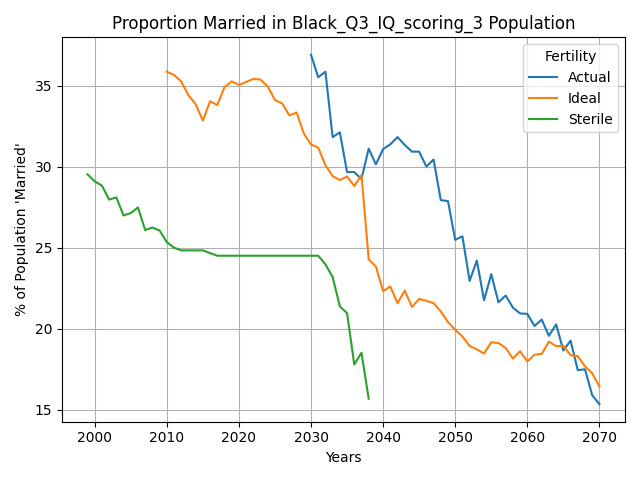 Proportion Married in Black_Q3_IQ_scoring_3 Population
% of Population 'Married'
35
30
25
20
15
Fertility
Actual
Ideal
Sterile
2000 2010 2020 2030 2040 2050 2060 2070
Years